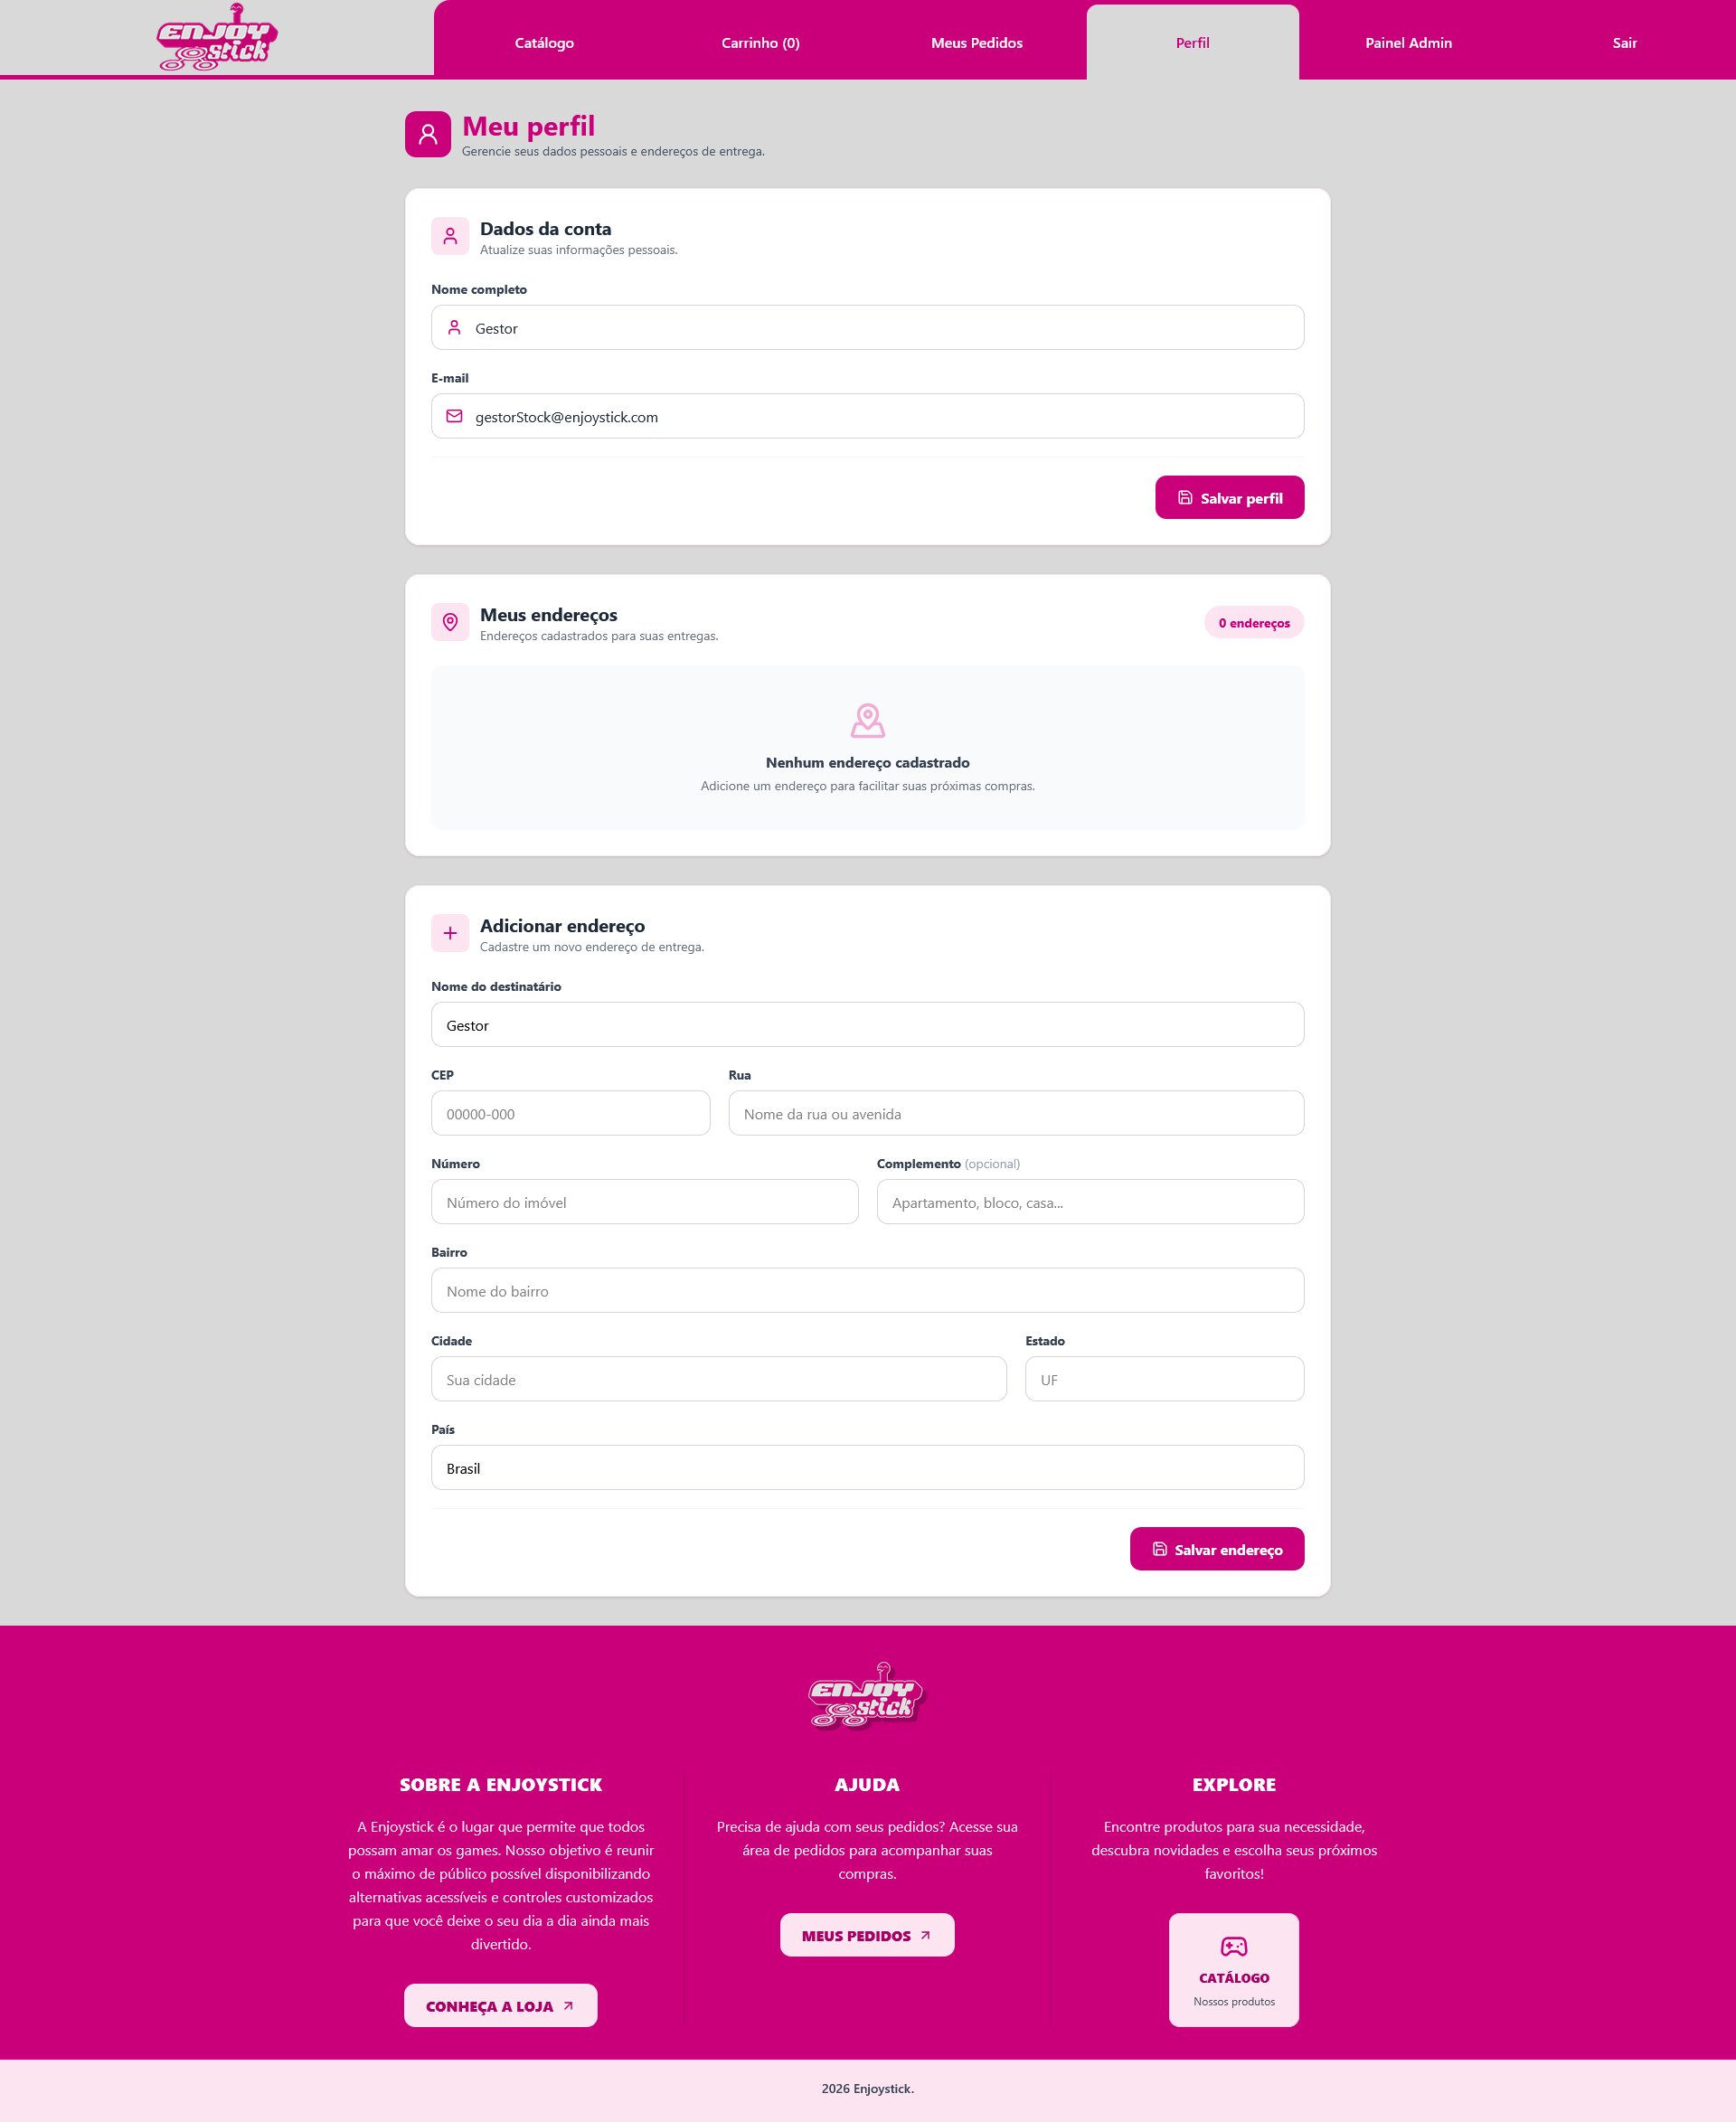 ENJOY
stick
Catálogo
Carrinho (0)
Meus Pedidos
Perfil
Painel Admin
Sair
Meu perfil
Gerencie seus dados pessoais e endereços de entrega.
Dados da conta
Atualize suas informações pessoais.
Nome completo
Gestor
E-mail
gestorStock@enjoystick.com
Salvar perfil
Meus endereços
Endereços cadastrados para suas entregas.
0 endereços
Nenhum endereço cadastrado
Adicione um endereço para facilitar suas próximas compras.
Adicionar endereço
Cadastre um novo endereço de entrega.
Nome do destinatário
Gestor
CEP
Rua
00000-000
Nome da rua ou avenida
Número
Complemento (opcional)
Número do imóvel
Apartamento, bloco, casa...
Bairro
Nome do bairro
Cidade
Estado
Sua cidade
UF
País
Brasil
Salvar endereço
ENJOY
stick
SOBRE A ENJOYSTICK
A Enjoystick é o lugar que permite que todos
possam amar os games. Nosso objetivo é reunir
o máximo de público possível disponibilizando
alternativas acessíveis e controles customizados
para que você deixe o seu dia a dia ainda mais
divertido.
CONHEÇA A LOJA
AJUDA
Precisa de ajuda com seus pedidos? Acesse sua
área de pedidos para acompanhar suas
compras.
MEUS PEDIDOS
EXPLORE
Encontre produtos para sua necessidade,
descubra novidades e escolha seus próximos
favoritos!
CATÁLOGO
Nossos produtos
2026 Enjoystick.